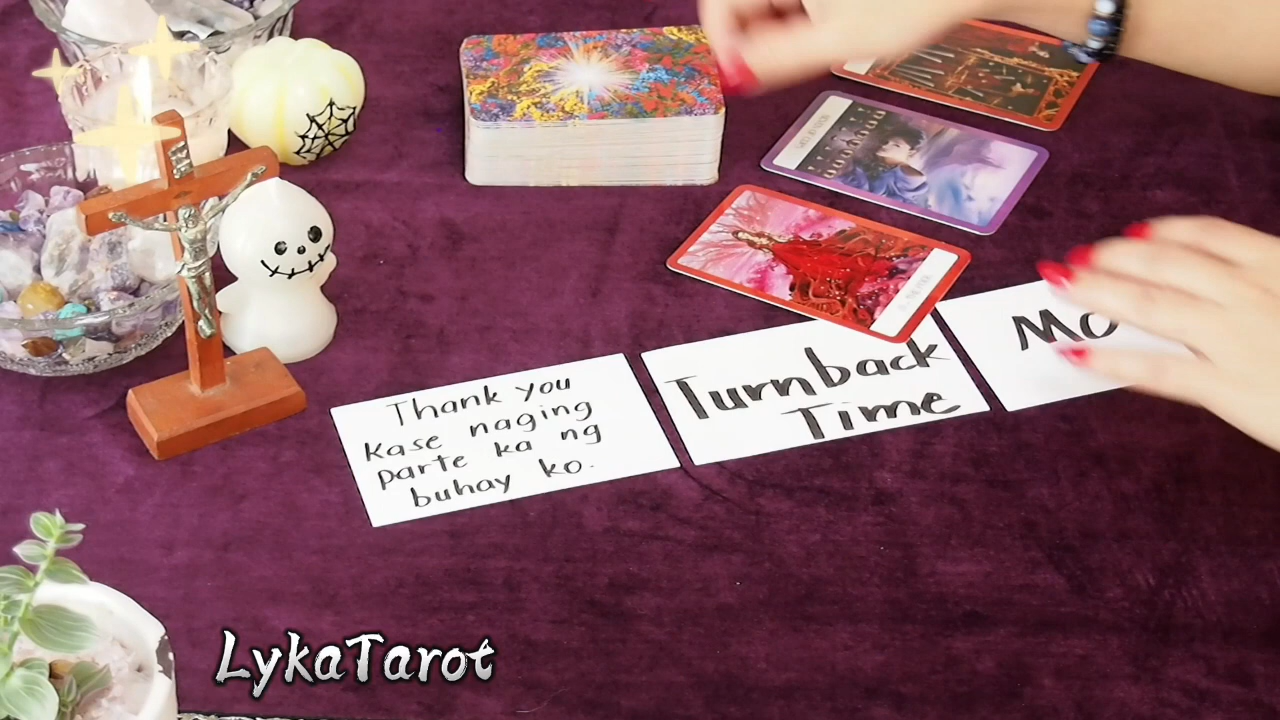 Thank you
kase naging
parte ka ng
buhay ko.
Turnback
Time
LykaTarot